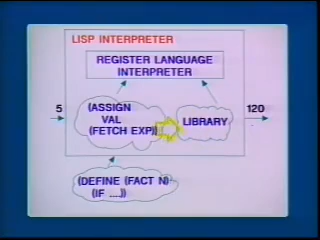 LISP INTERPRETER
REGISTER LANGUAGE
INTERPRETER
5
(ASSIGN
VAL
(FETCH EXP))
LIBRARY
120
(DEFINE (FACT N)
(IF ....))